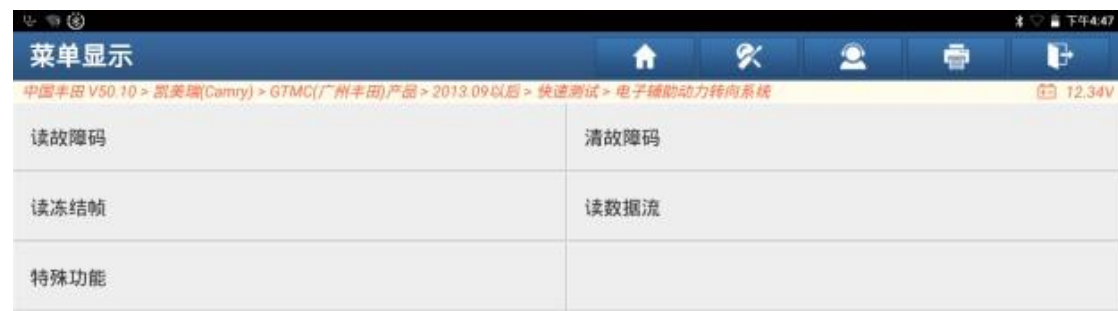 下午4:47
菜单显示
中国丰田 V50.10 > 凯美瑞(Camry) > GTMC(广州丰田)产品 > 2013.09以后 > 快速测试 > 电子辅助动力转向系统 12.34V
读故障码 清故障码
读冻结帧 读数据流
特殊功能